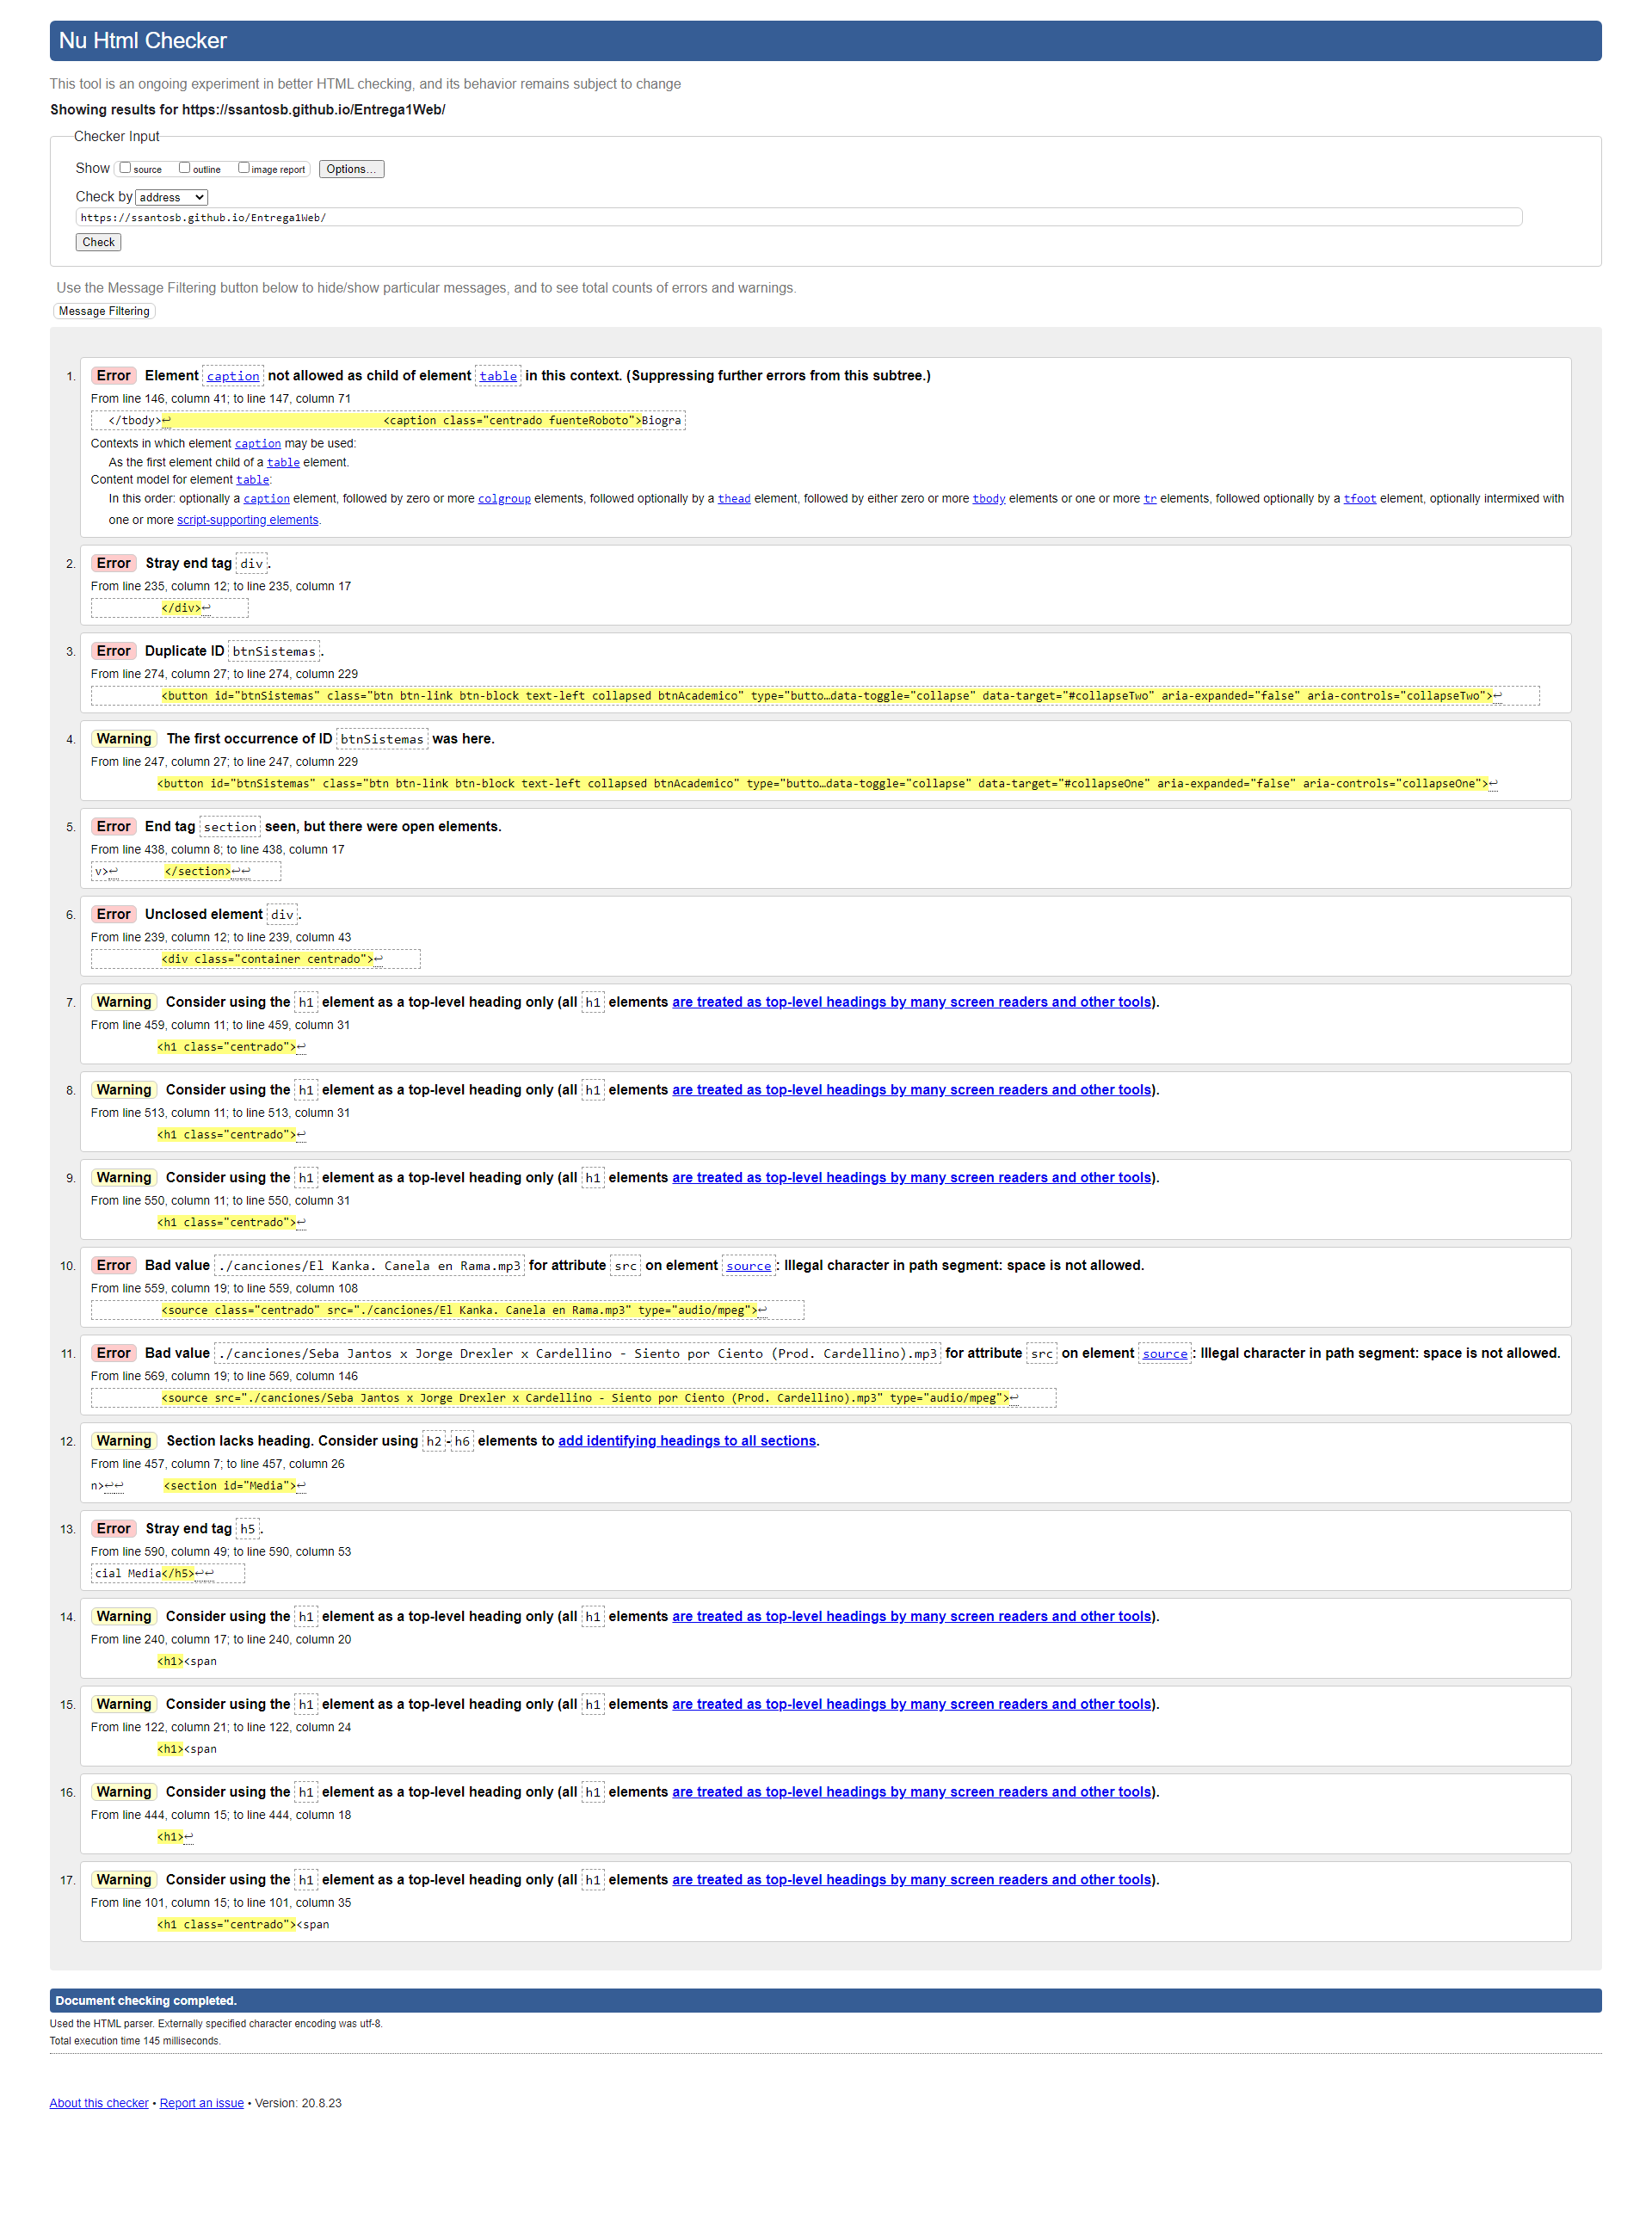 Nu Html Checker
This tool is an ongoing experiment in better HTML checking, and its behavior remains subject to change
Showing results for https://ssantosb.github.io/Entrega1Web/
Checker Input
Show source outline image report Options...
Check by address
https://ssantosb.github.io/Entrega1Web/
Check
Use the Message Filtering button below to hide/show particular messages, and to see total counts of errors and warnings.
Message Filtering
1. Error Element caption not allowed as child of element table in this context. (Suppressing further errors from this subtree.)
From line 146, column 41; to line 147, column 71
</tbody>↩ <caption class="centrado fuenteRoboto">Biogra
Contexts in which element caption may be used:
As the first element child of a table element.
Content model for element table:
In this order: optionally a caption element, followed by zero or more colgroup elements, followed optionally by a thead element, followed by either zero or more tbody elements or one or more tr elements, followed optionally by a tfoot element, optionally intermixed with
one or more script-supporting elements.
2. Error Stray end tag div.
From line 235, column 12; to line 235, column 17
</div>↩
3. Error Duplicate ID btnSistemas.
From line 274, column 27; to line 274, column 229
<button id="btnSistemas" class="btn btn-link btn-block text-left collapsed btnAcademico" type="butto…data-toggle="collapse" data-target="#collapseTwo" aria-expanded="false" aria-controls="collapseTwo">↩
4. Warning The first occurrence of ID btnSistemas was here.
From line 247, column 27; to line 247, column 229
<button id="btnSistemas" class="btn btn-link btn-block text-left collapsed btnAcademico" type="butto…data-toggle="collapse" data-target="#collapseOne" aria-expanded="false" aria-controls="collapseOne">↩
5. Error End tag section seen, but there were open elements.
From line 438, column 8; to line 438, column 17
v>↩ </section>↩↩
6. Error Unclosed element div.
From line 239, column 12; to line 239, column 43
<div class="container centrado">↩
7. Warning Consider using the h1 element as a top-level heading only (all h1 elements are treated as top-level headings by many screen readers and other tools).
From line 459, column 11; to line 459, column 31
<h1 class="centrado">↩
8. Warning Consider using the h1 element as a top-level heading only (all h1 elements are treated as top-level headings by many screen readers and other tools).
From line 513, column 11; to line 513, column 31
<h1 class="centrado">↩
9. Warning Consider using the h1 element as a top-level heading only (all h1 elements are treated as top-level headings by many screen readers and other tools).
From line 550, column 11; to line 550, column 31
<h1 class="centrado">↩
10. Error Bad value ./canciones/El Kanka. Canela en Rama.mp3 for attribute src on element source: Illegal character in path segment: space is not allowed.
From line 559, column 19; to line 559, column 108
<source class="centrado" src="./canciones/El Kanka. Canela en Rama.mp3" type="audio/mpeg">↩
11. Error Bad value ./canciones/Seba Jantos x Jorge Drexler x Cardellino - Siento por Ciento (Prod. Cardellino).mp3 for attribute src on element source: Illegal character in path segment: space is not allowed.
From line 569, column 19; to line 569, column 146
<source src="./canciones/Seba Jantos x Jorge Drexler x Cardellino - Siento por Ciento (Prod. Cardellino).mp3" type="audio/mpeg">↩
12. Warning Section lacks heading. Consider using h2-h6 elements to add identifying headings to all sections.
From line 457, column 7; to line 457, column 26
n>↩↩ <section id="Media">↩
13. Error Stray end tag h5.
From line 590, column 49; to line 590, column 53
cial Media</h5>↩↩
14. Warning Consider using the h1 element as a top-level heading only (all h1 elements are treated as top-level headings by many screen readers and other tools).
From line 240, column 17; to line 240, column 20
<h1><span
15. Warning Consider using the h1 element as a top-level heading only (all h1 elements are treated as top-level headings by many screen readers and other tools).
From line 122, column 21; to line 122, column 24
<h1><span
16. Warning Consider using the h1 element as a top-level heading only (all h1 elements are treated as top-level headings by many screen readers and other tools).
From line 444, column 15; to line 444, column 18
<h1>↩
17. Warning Consider using the h1 element as a top-level heading only (all h1 elements are treated as top-level headings by many screen readers and other tools).
From line 101, column 15; to line 101, column 35
<h1 class="centrado"><span
Document checking completed.
Used the HTML parser. Externally specified character encoding was utf-8.
Total execution time 145 milliseconds.
About this checker • Report an issue • Version: 20.8.23